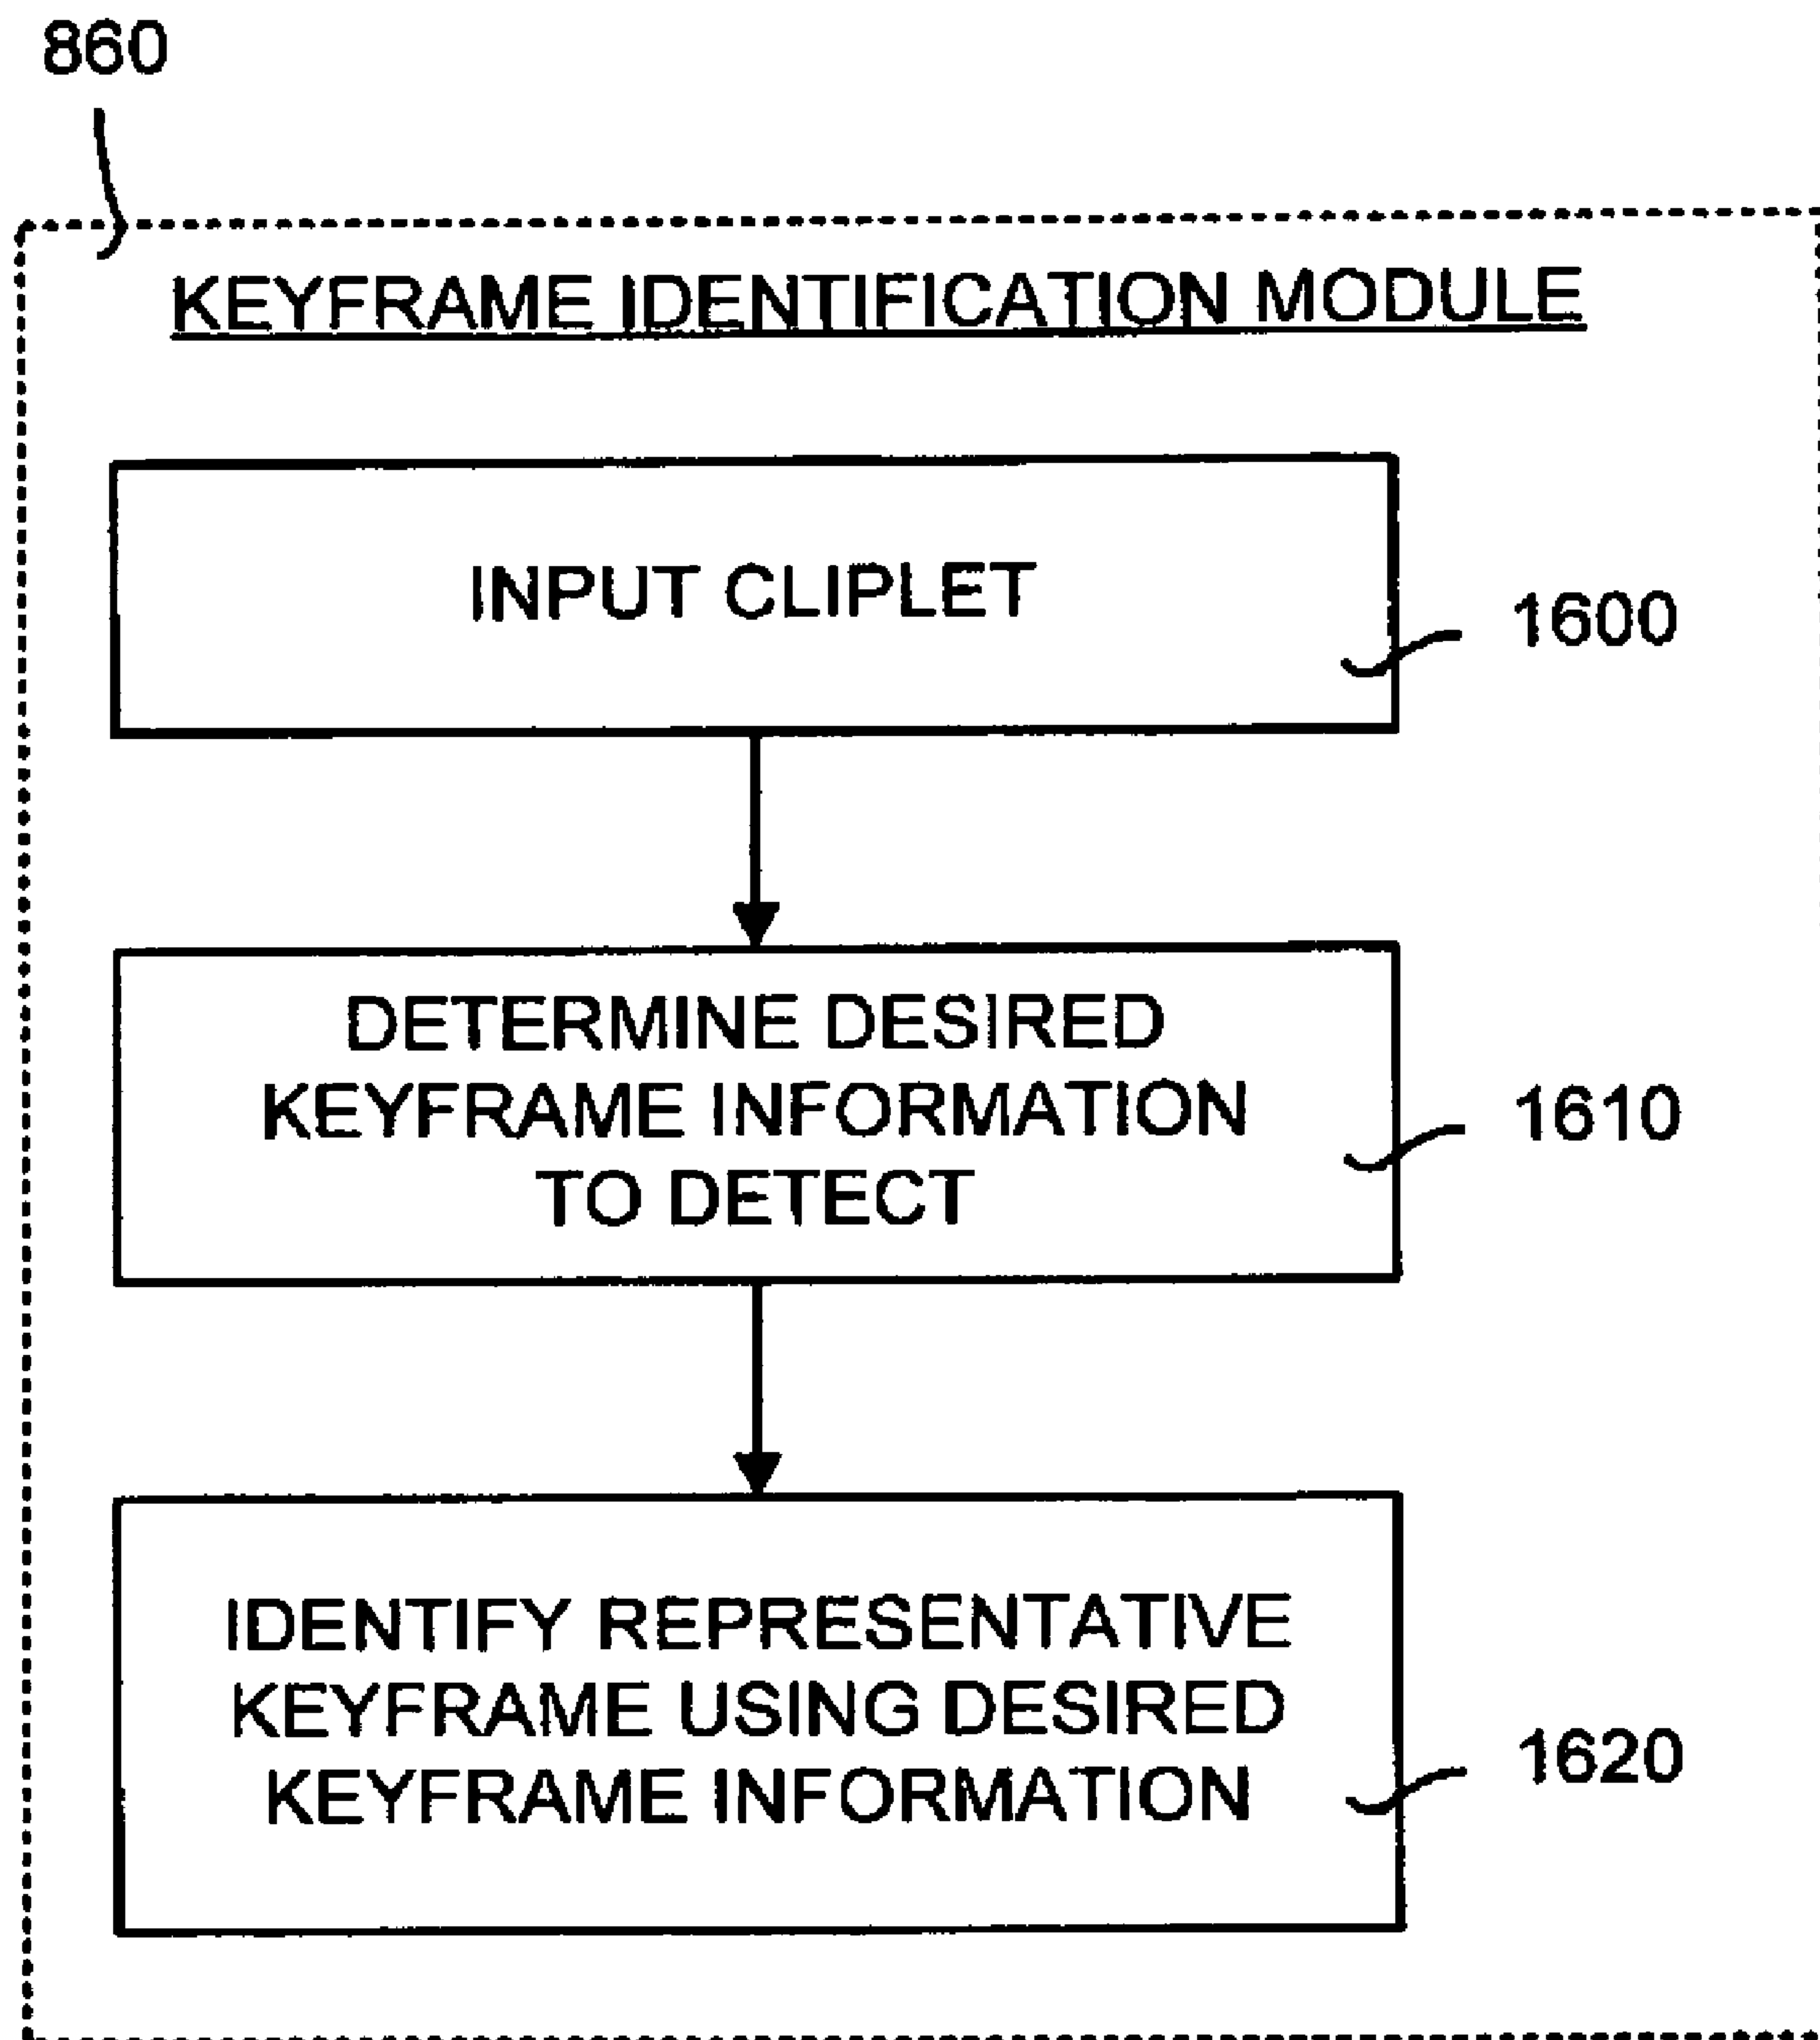 860
KEYFRAME IDENTIFICATION MODULE
INPUT CLIPLET
1600
DETERMINE DESIRED
KEYFRAME INFORMATION
TO DETECT
1610
IDENTIFY REPRESENTATIVE
KEYFRAME USING DESIRED
KEYFRAME INFORMATION
1620